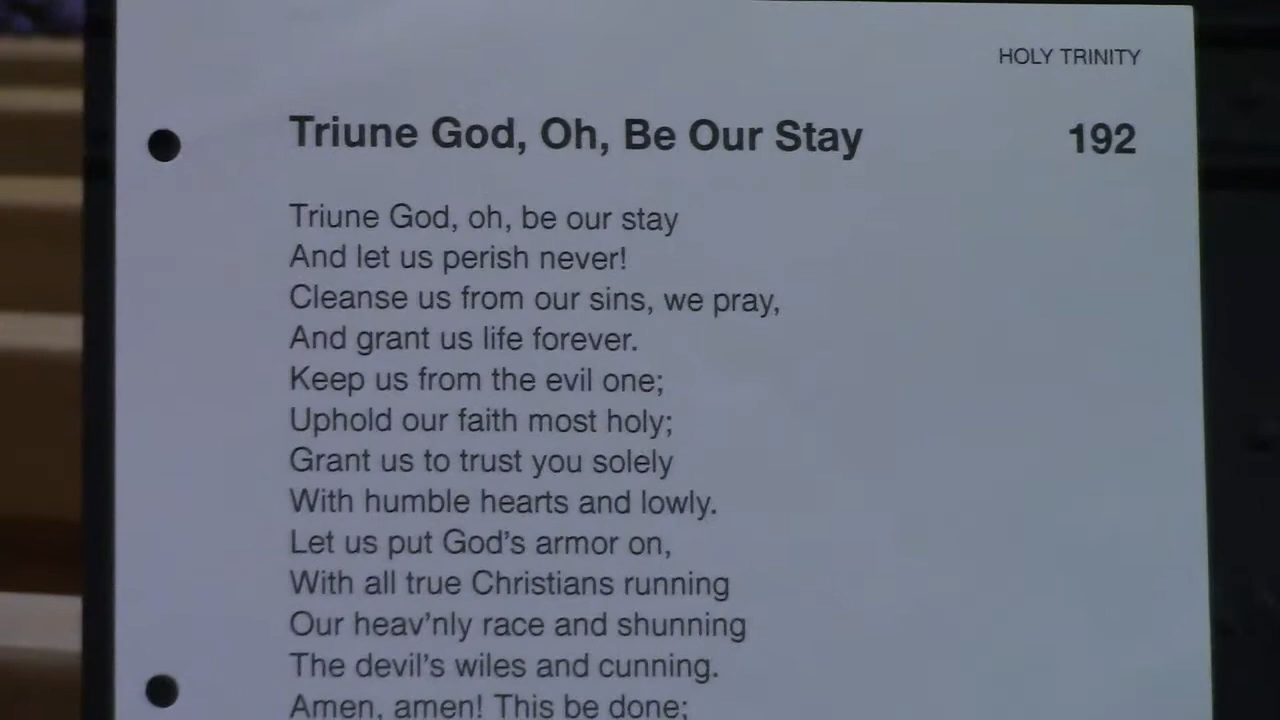 HOLY TRINITY
Triune God, Oh, Be Our Stay 192
Triune God, oh, be our stay
And let us perish never!
Cleanse us from our sins, we pray,
And grant us life forever.
Keep us from the evil one;
Uphold our faith most holy;
Grant us to trust you solely
With humble hearts and lowly.
Let us put God's armor on,
With all true Christians running
Our heav'nly race and shunning
The devil's wiles and cunning.
Amen, amen! This be done;